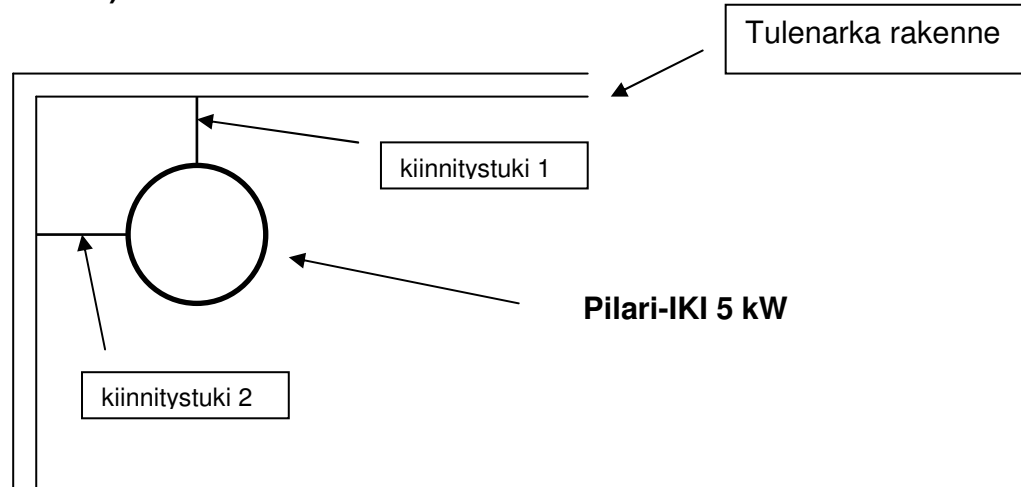 Tulenarka rakenne
kiinnitystuki 1
Pilari-IKI 5 kW
kiinnitystuki 2